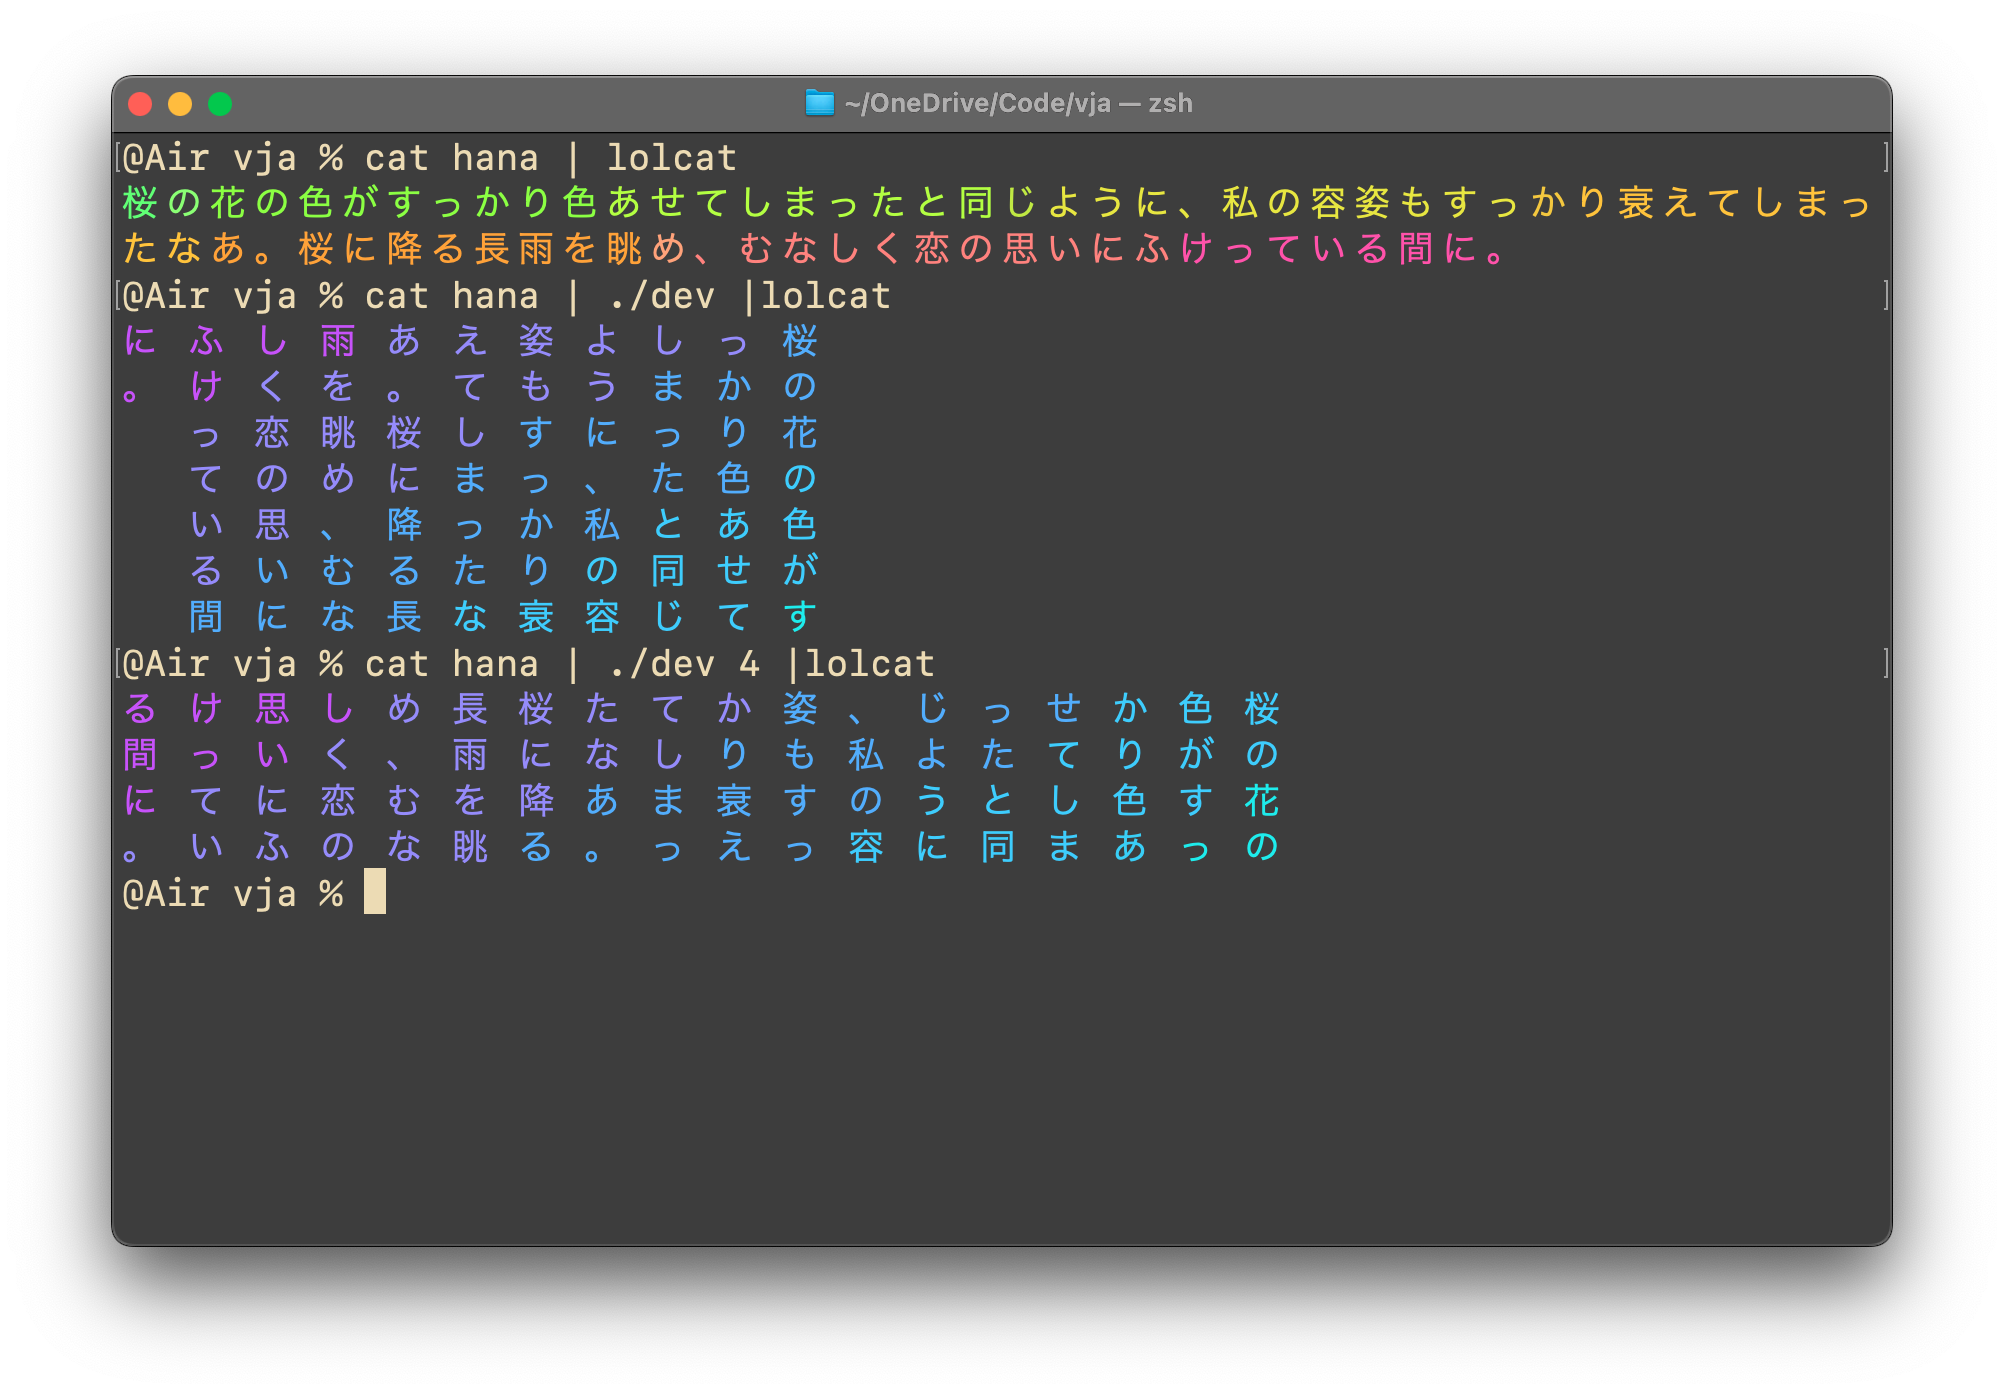 ~/OneDrive/Code/vja — zsh
[@Air vja % cat hana | lolcat ]
桜の花の色がすっかり色あせてしまったと同じように、私の容姿もすっかり衰えてしまっ
たなあ。桜に降る長雨を眺め、むなしく恋の思いにふけっている間に。
[@Air vja % cat hana | ./dev |lolcat ]
に ふ し 雨 あ え 姿 よ し っ 桜
。 け く を 。 て も う ま か の
っ 恋 眺 桜 し す に っ り 花
て の め に ま っ 、 た 色 の
い 思 、 降 っ か 私 と あ 色
る い む る た り の 同 せ が
間 に な 長 な 衰 容 じ て す
[@Air vja % cat hana | ./dev 4 |lolcat ]
る け 思 し め 長 桜 た て か 姿 、 じ っ せ か 色 桜
間 っ い く 、 雨 に な し り も 私 よ た て り が の
に て に 恋 む を 降 あ ま 衰 す の う と し 色 す 花
。 い ふ の な 眺 る 。 っ え っ 容 に 同 ま あ っ の
@Air vja %